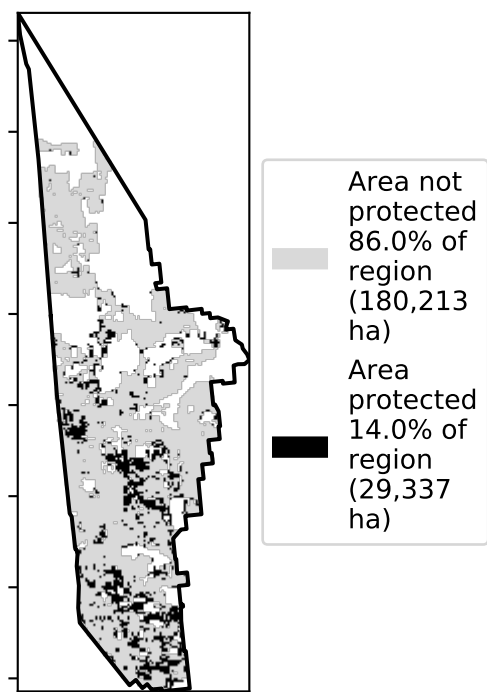 Area not
protected
86.0% of
region
(180,213
ha)
Area
protected
14.0% of
region
(29,337
ha)